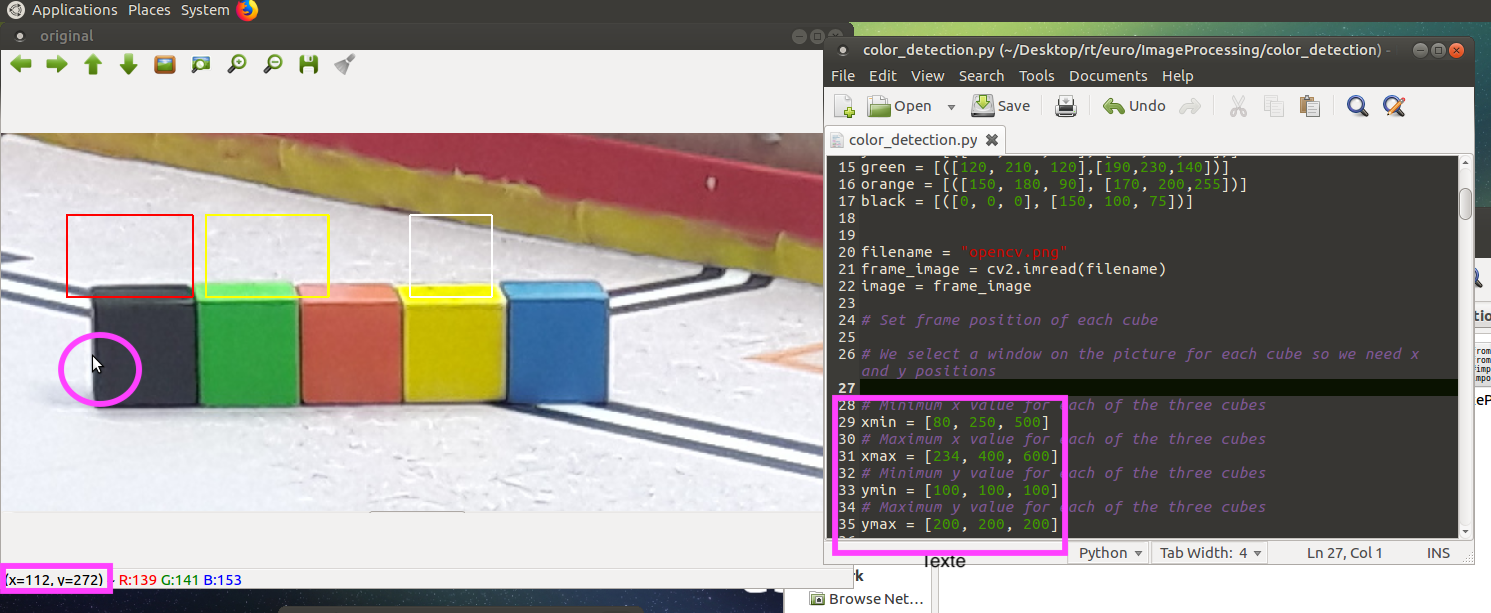 Applications Places System
original
(x=112, y=272) ~ R:139 G:141 B:153
color_detection.py (~/Desktop/rt/euro/ImageProcessing/color_detection) -
File Edit View Search Tools Documents Help
Open Save Undo
color_detection.py
15 green = [([120, 210, 120],[190,230,140])]
16 orange = [([150, 180, 90], [170, 200,255])]
17 black = [([0, 0, 0], [150, 100, 75])]
18
19
20 filename = "opencv.png"
21 frame_image = cv2.imread(filename)
22 image = frame_image
23
24 # Set frame position of each cube
25
26 # We select a window on the picture for each cube so we need x
and y positions
27
28 # Minimum x value for each of the three cubes
29 xmin = [80, 250, 500]
30 # Maximum x value for each of the three cubes
31 xmax = [234, 400, 600]
32 # Minimum y value for each of the three cubes
33 ymin = [100, 100, 100]
34 # Maximum y value for each of the three cubes
35 ymax = [200, 200, 200]
Python Tab Width: 4 Ln 27, Col 1 INS
Texte
Browse Net...